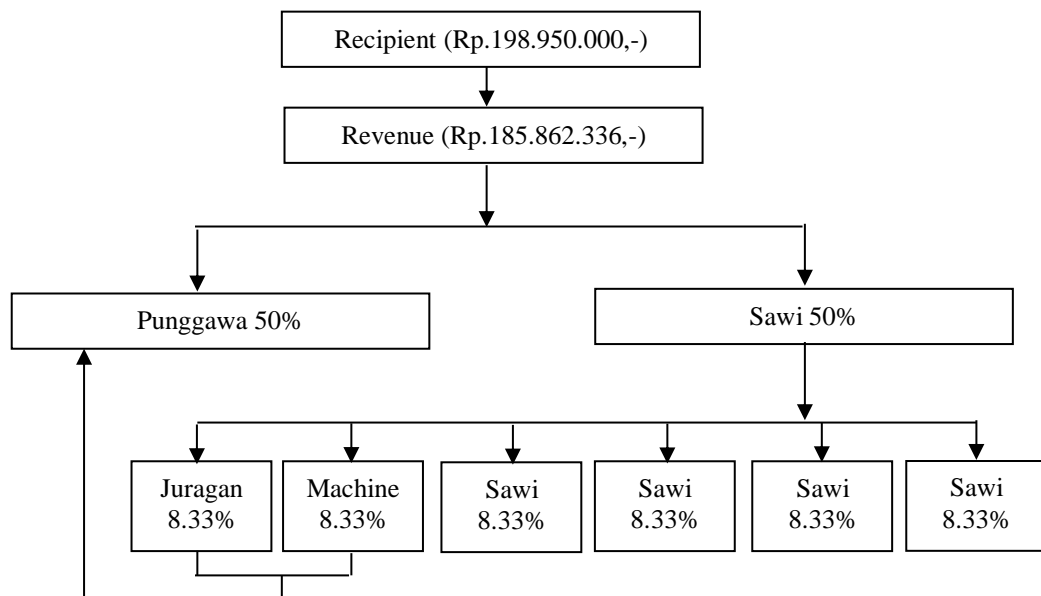 Recipient (Rp.198.950.000,-)
Revenue (Rp.185.862.336,-)
Punggawa 50%
Sawi 50%
Juragan
8.33%
Machine
8.33%
Sawi
8.33%
Sawi
8.33%
Sawi
8.33%
Sawi
8.33%